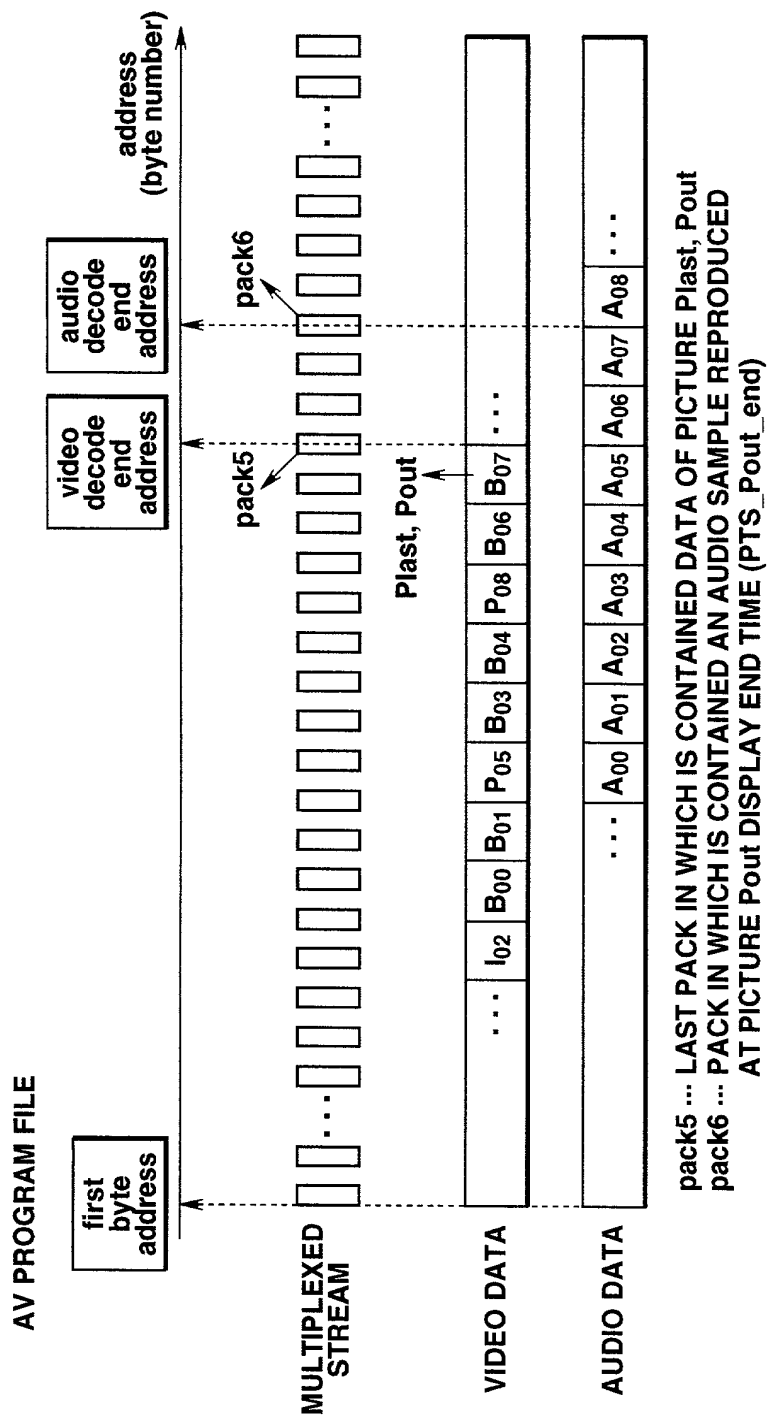 AV PROGRAM FILE
first
byte
address
video
decode
end
address
audio
decode
end
address
address
(byte number)
MULTIPLEXED
STREAM
...
pack5
pack6
...
Plast, Pout
VIDEO DATA
... I02 B00 B01 P05 B03 B04 P08 B06 B07 ...
AUDIO DATA
... A00 A01 A02 A03 A04 A05 A06 A07 A08 ...
pack5 ... LAST PACK IN WHICH IS CONTAINED DATA OF PICTURE Plast, Pout
pack6 ... PACK IN WHICH IS CONTAINED AN AUDIO SAMPLE REPRODUCED
AT PICTURE Pout DISPLAY END TIME (PTS_Pout_end)